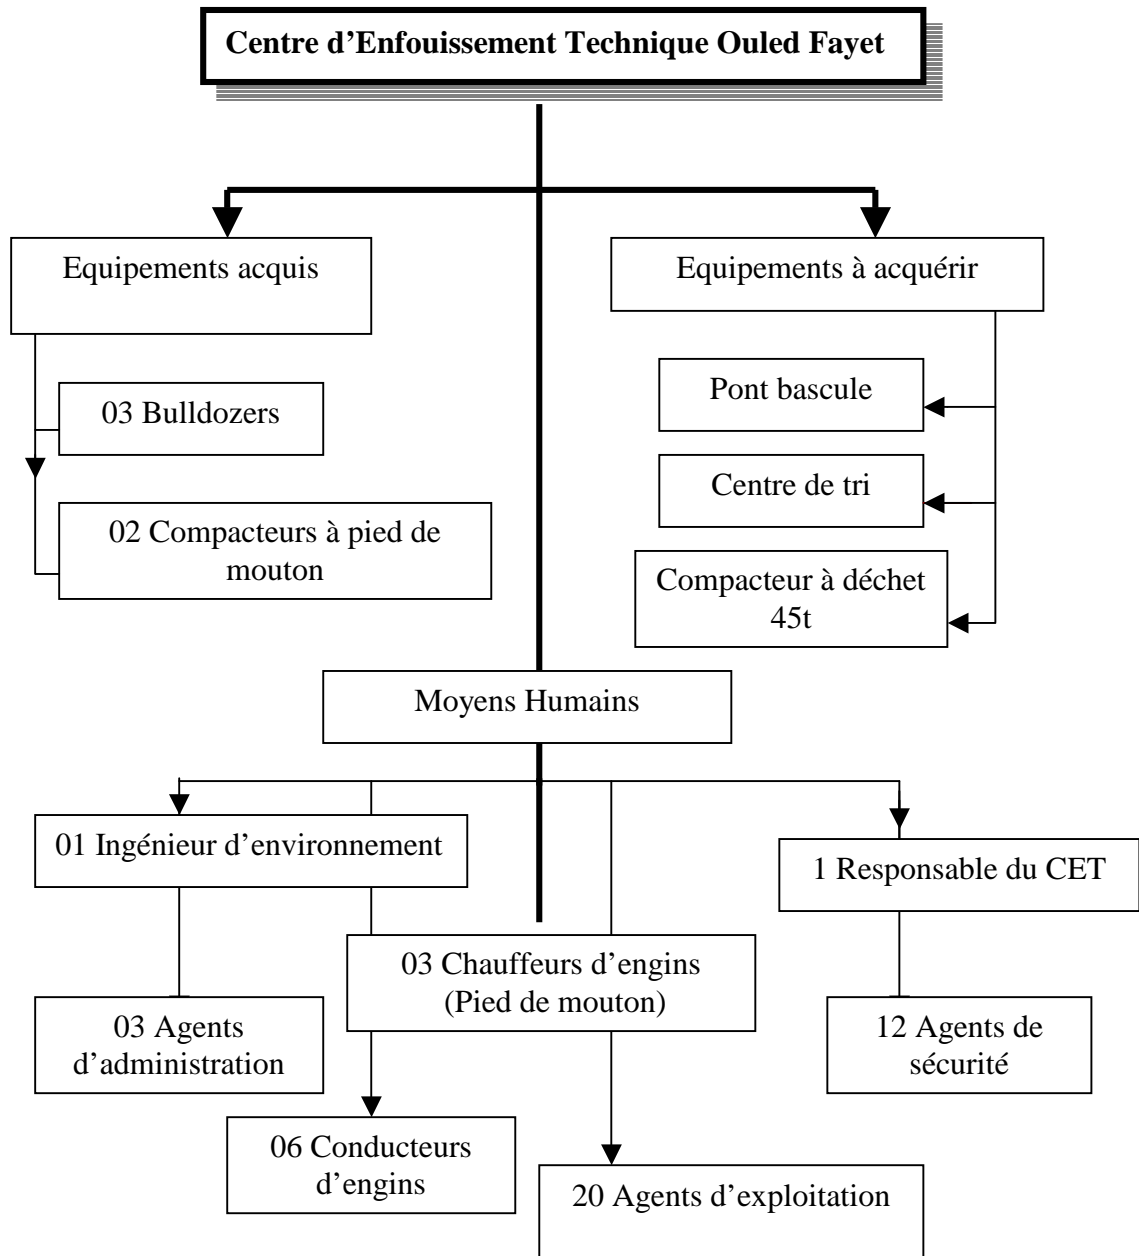 Centre d’Enfouissement Technique Ouled Fayet
Equipements acquis
Equipements à acquérir
03 Bulldozers
Pont bascule
02 Compacteurs à pied de
mouton
Centre de tri
Compacteur à déchet
45t
Moyens Humains
01 Ingénieur d’environnement
1 Responsable du CET
03 Chauffeurs d’engins
(Pied de mouton)
03 Agents
d’administration
12 Agents de
sécurité
06 Conducteurs
d’engins
20 Agents d’exploitation